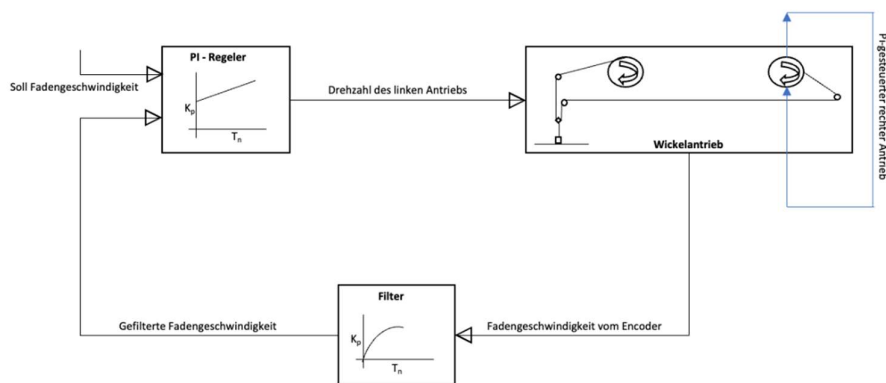 PI - Regeler
Soll Fadengeschwindigkeit
Kp
Tn
Drehzahl des linken Antriebs
Wickelantrieb
PI-gesteuerter rechter Antrieb
Filter
Kp
Tn
Gefilterte Fadengeschwindigkeit
Fadengeschwindigkeit vom Encoder